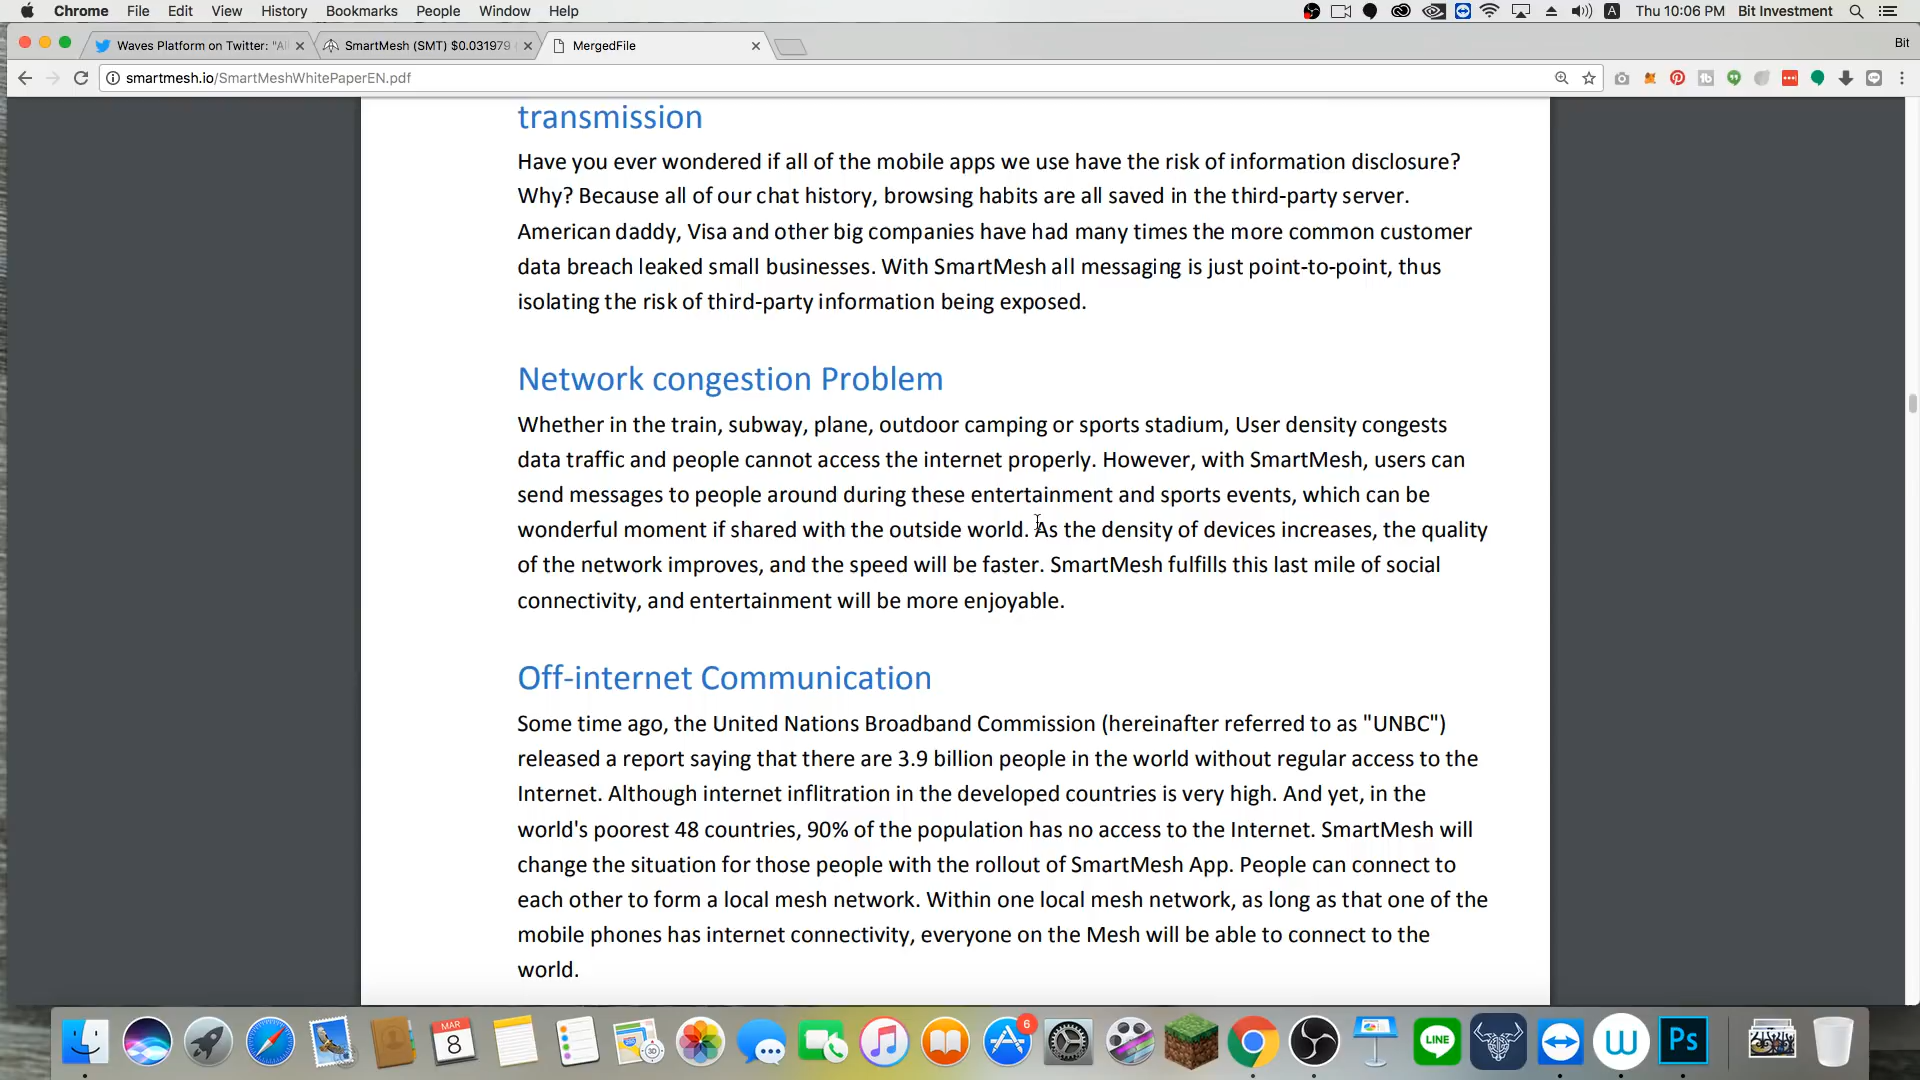 Chrome File Edit View History Bookmarks People Window Help
Thu 10:06 PM Bit Investment
Waves Platform on Twitter: "Al
SmartMesh (SMT) $0.031979
MergedFile
Bit
smartmesh.io/SmartMeshWhitePaperEN.pdf
transmission
Have you ever wondered if all of the mobile apps we use have the risk of information disclosure?
Why? Because all of our chat history, browsing habits are all saved in the third-party server.
American daddy, Visa and other big companies have had many times the more common customer
data breach leaked small businesses. With SmartMesh all messaging is just point-to-point, thus
isolating the risk of third-party information being exposed.
Network congestion Problem
Whether in the train, subway, plane, outdoor camping or sports stadium, User density congests
data traffic and people cannot access the internet properly. However, with SmartMesh, users can
send messages to people around during these entertainment and sports events, which can be
wonderful moment if shared with the outside world. As the density of devices increases, the quality
of the network improves, and the speed will be faster. SmartMesh fulfills this last mile of social
connectivity, and entertainment will be more enjoyable.
Off-internet Communication
Some time ago, the United Nations Broadband Commission (hereinafter referred to as "UNBC")
released a report saying that there are 3.9 billion people in the world without regular access to the
Internet. Although internet inflitration in the developed countries is very high. And yet, in the
world's poorest 48 countries, 90% of the population has no access to the Internet. SmartMesh will
change the situation for those people with the rollout of SmartMesh App. People can connect to
each other to form a local mesh network. Within one local mesh network, as long as that one of the
mobile phones has internet connectivity, everyone on the Mesh will be able to connect to the
world.
MAR
8
6
LINE
W
Ps